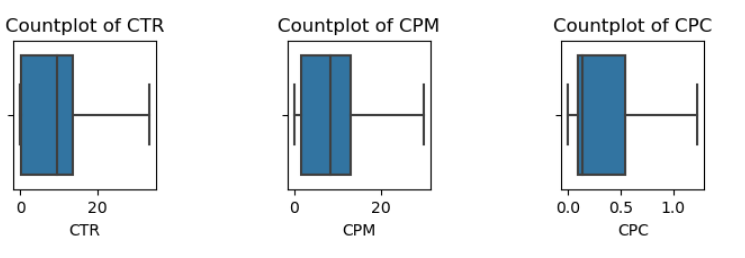 Countplot of CTR
Countplot of CPM
Countplot of CPC
0 20
0 20
0.0 0.5 1.0
CTR
CPM
CPC